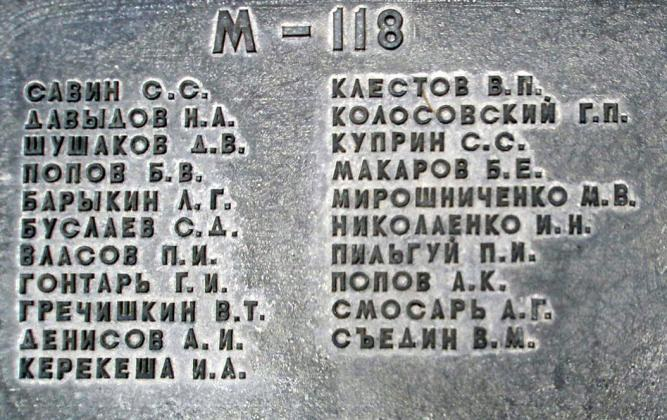 М-118
САВИН С.С.
ДАВЫДОВ Н.А.
ШУШАКОВ Д.В.
ПОПОВ Б.В.
БАРЫКИН Л.Г.
БУСЛАЕВ С.Д.
ВЛАСОВ П.И.
ГОНТАРЬ Г.И.
ГРЕЧИШКИН В.Т.
ДЕНИСОВ А.И.
КЕРЕКЕША И.А.
КЛЕСТОВ В.П.
КОЛОСОВСКИЙ Г.П.
КУПРИН С.С.
МАКАРОВ Б.Е.
МИРОШНИЧЕНКО М.В.
НИКОЛАЕНКО И.Н.
ПИЛЬГУЙ П.И.
ПОПОВ А.К.
СМОСАРЬ А.Г.
СЪЕДИН В.М.